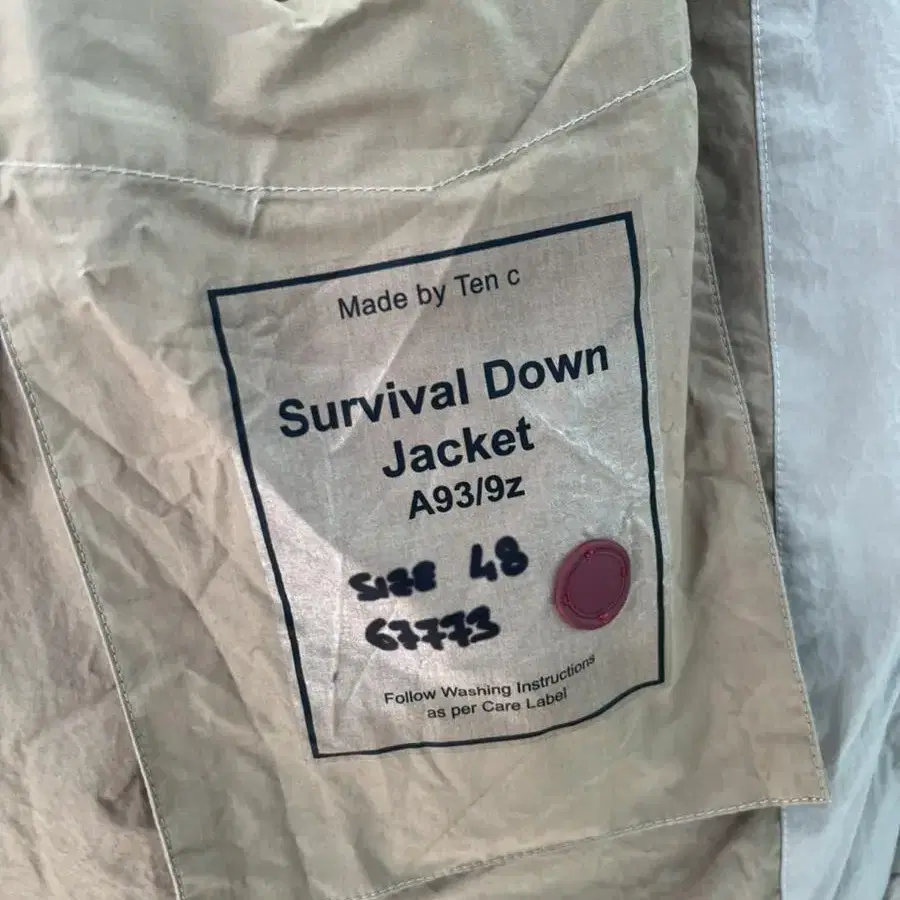 Made by Ten c
Survival Down
Jacket
A93/9z
SIZE 48
67773
Follow Washing Instructions
as per Care Label